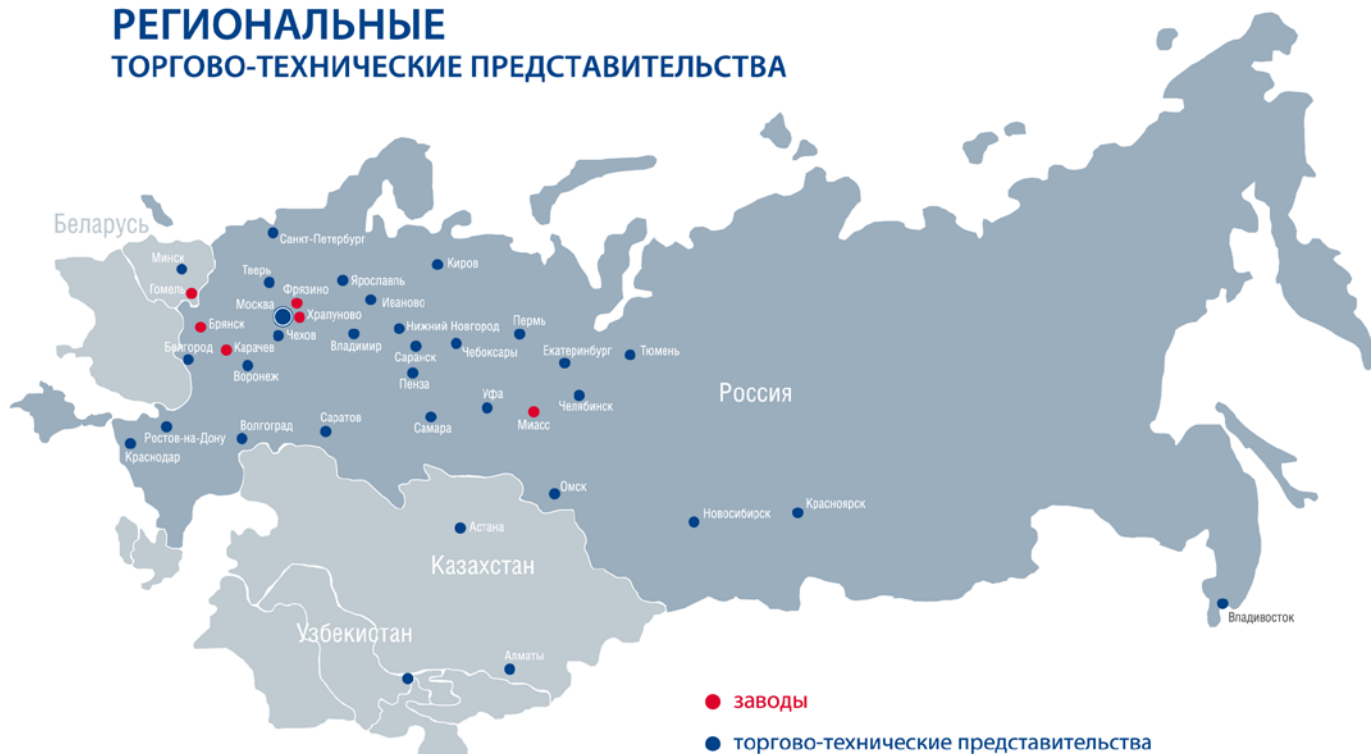 РЕГИОНАЛЬНЫЕ
ТОРГОВО-ТЕХНИЧЕСКИЕ ПРЕДСТАВИТЕЛЬСТВА
Беларусь
Санкт-Петербург
Минск
Киров
Тверь
Ярославль
Гомель
Фрязино
Иваново
Москва
Храпуново
Брянск
Нижний Новгород
Пермь
Чехов
Владимир
Белгород
Карачев
Саранск
Чебоксары
Екатеринбург
Тюмень
Воронеж
Пенза
Россия
Уфа
Челябинск
Саратов
Волгоград
Самара
Миасс
Ростов-на-Дону
Краснодар
Омск
Красноярск
Новосибирск
Астана
Казахстан
Владивосток
Узбекистан
Алматы
заводы
торгово-технические представительства